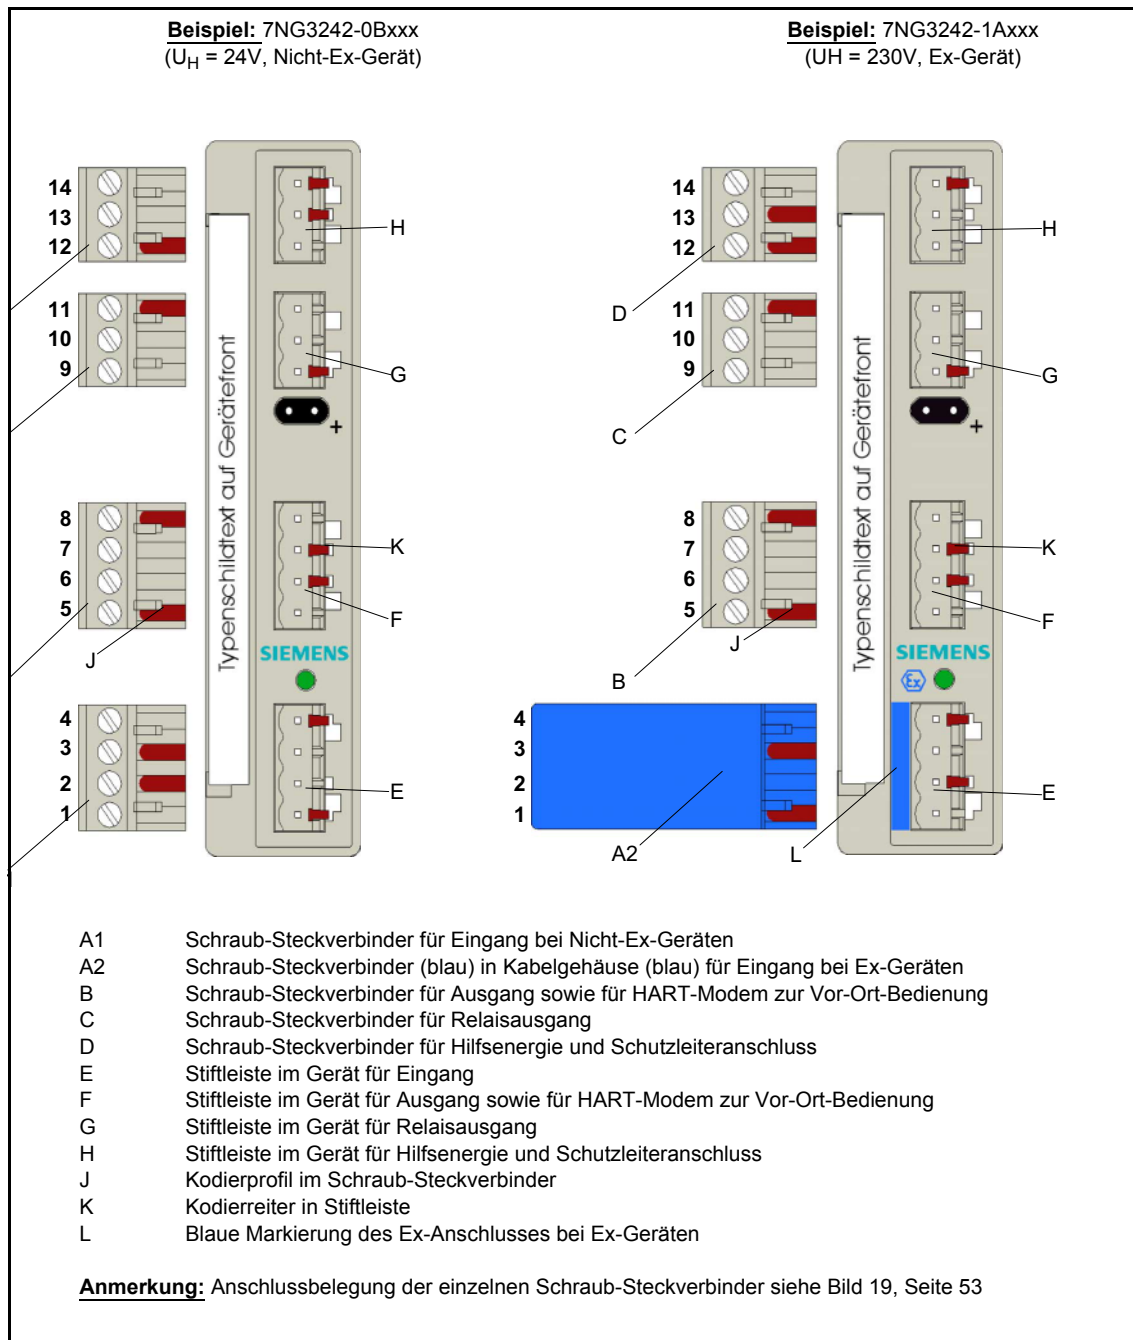 Beispiel: 7NG3242-0Bxxx
(UH = 24V, Nicht-Ex-Gerät)
14
13
12
11
10
9
8
7
6
5
4
3
2
1
Typenschildtext auf Gerätefront
H
G
+
K
F
J
SIEMENS
E
Beispiel: 7NG3242-1Axxx
(UH = 230V, Ex-Gerät)
14
13
12
D
11
10
9
C
8
7
6
5
J
B
4
3
2
1
A2
Typenschildtext auf Gerätefront
H
G
+
K
F
SIEMENS
Ex
E
L
A1 Schraub-Steckverbinder für Eingang bei Nicht-Ex-Geräten
A2 Schraub-Steckverbinder (blau) in Kabelgehäuse (blau) für Eingang bei Ex-Geräten
B Schraub-Steckverbinder für Ausgang sowie für HART-Modem zur Vor-Ort-Bedienung
C Schraub-Steckverbinder für Relaisausgang
D Schraub-Steckverbinder für Hilfsenergie und Schutzleiteranschluss
E Stiftleiste im Gerät für Eingang
F Stiftleiste im Gerät für Ausgang sowie für HART-Modem zur Vor-Ort-Bedienung
G Stiftleiste im Gerät für Relaisausgang
H Stiftleiste im Gerät für Hilfsenergie und Schutzleiteranschluss
J Kodierprofil im Schraub-Steckverbinder
K Kodierreiter in Stiftleiste
L Blaue Markierung des Ex-Anschlusses bei Ex-Geräten
Anmerkung: Anschlussbelegung der einzelnen Schraub-Steckverbinder siehe Bild 19, Seite 53